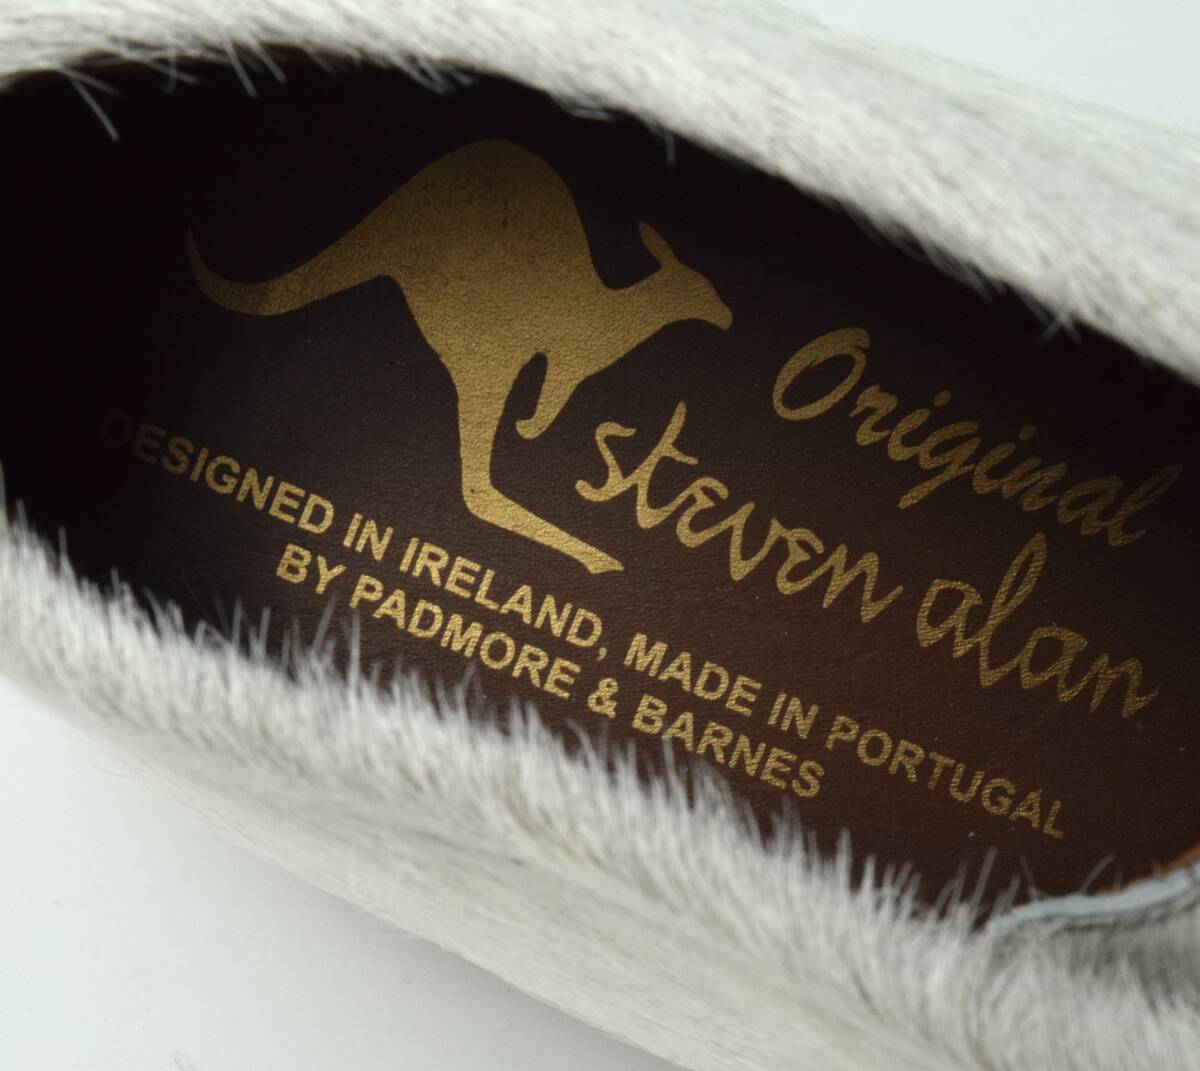 Original
steven alan
DESIGNED IN IRELAND, MADE IN PORTUGAL
BY PADMORE & BARNES